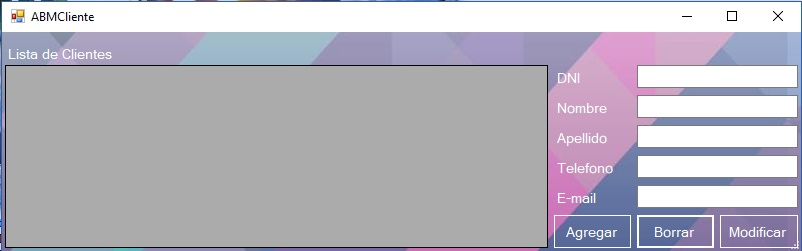 ABMCliente
Lista de Clientes
DNI
Nombre
Apellido
Telefono
E-mail
Agregar Borrar Modificar